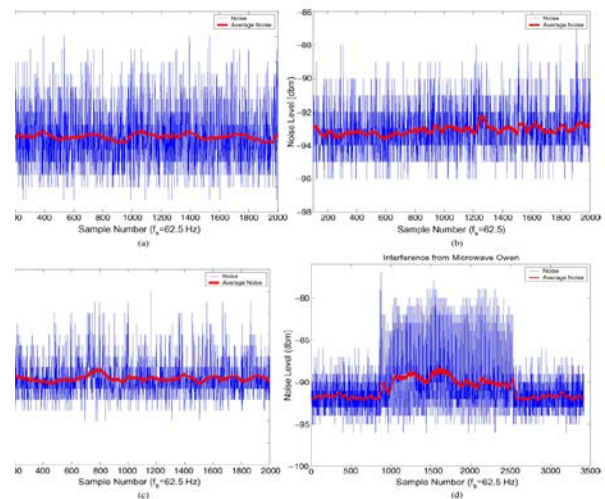 Noise
Average Noise
200 400 600 800 1000 1200 1400 1600 1800 2000
Sample Number (fs=62.5 Hz)
(a)
Noise
Average Noise
Noise Level (dbm)
-86
-88
-90
-92
-94
-96
-98
200 400 600 800 1000 1200 1400 1600 1800 2000
Sample Number (fs=62.5)
(b)
Noise
Average Noise
400 600 800 1000 1200 1400 1600 1800 2000
Sample Number (fs=62.5 Hz)
(c)
Interference from Microwave Owen
Noise
Average Noise
Noise Level (dbm)
-80
-85
-90
-95
-100
0 500 1000 1500 2000 2500 3000 3500
Sample Number (fs=62.5 Hz)
(d)